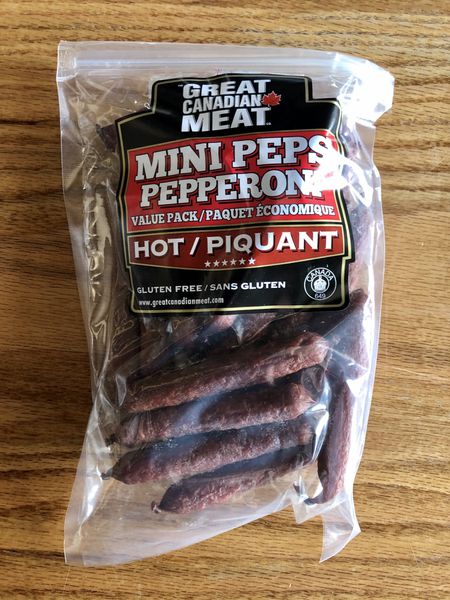 GREAT
CANADIAN
MEAT
MINI PEPS
PEPPERONI
VALUE PACK / PAQUET ÉCONOMIQUE
HOT / PIQUANT
GLUTEN FREE / SANS GLUTEN
www.greatcanadianmeat.com
CANADA
649